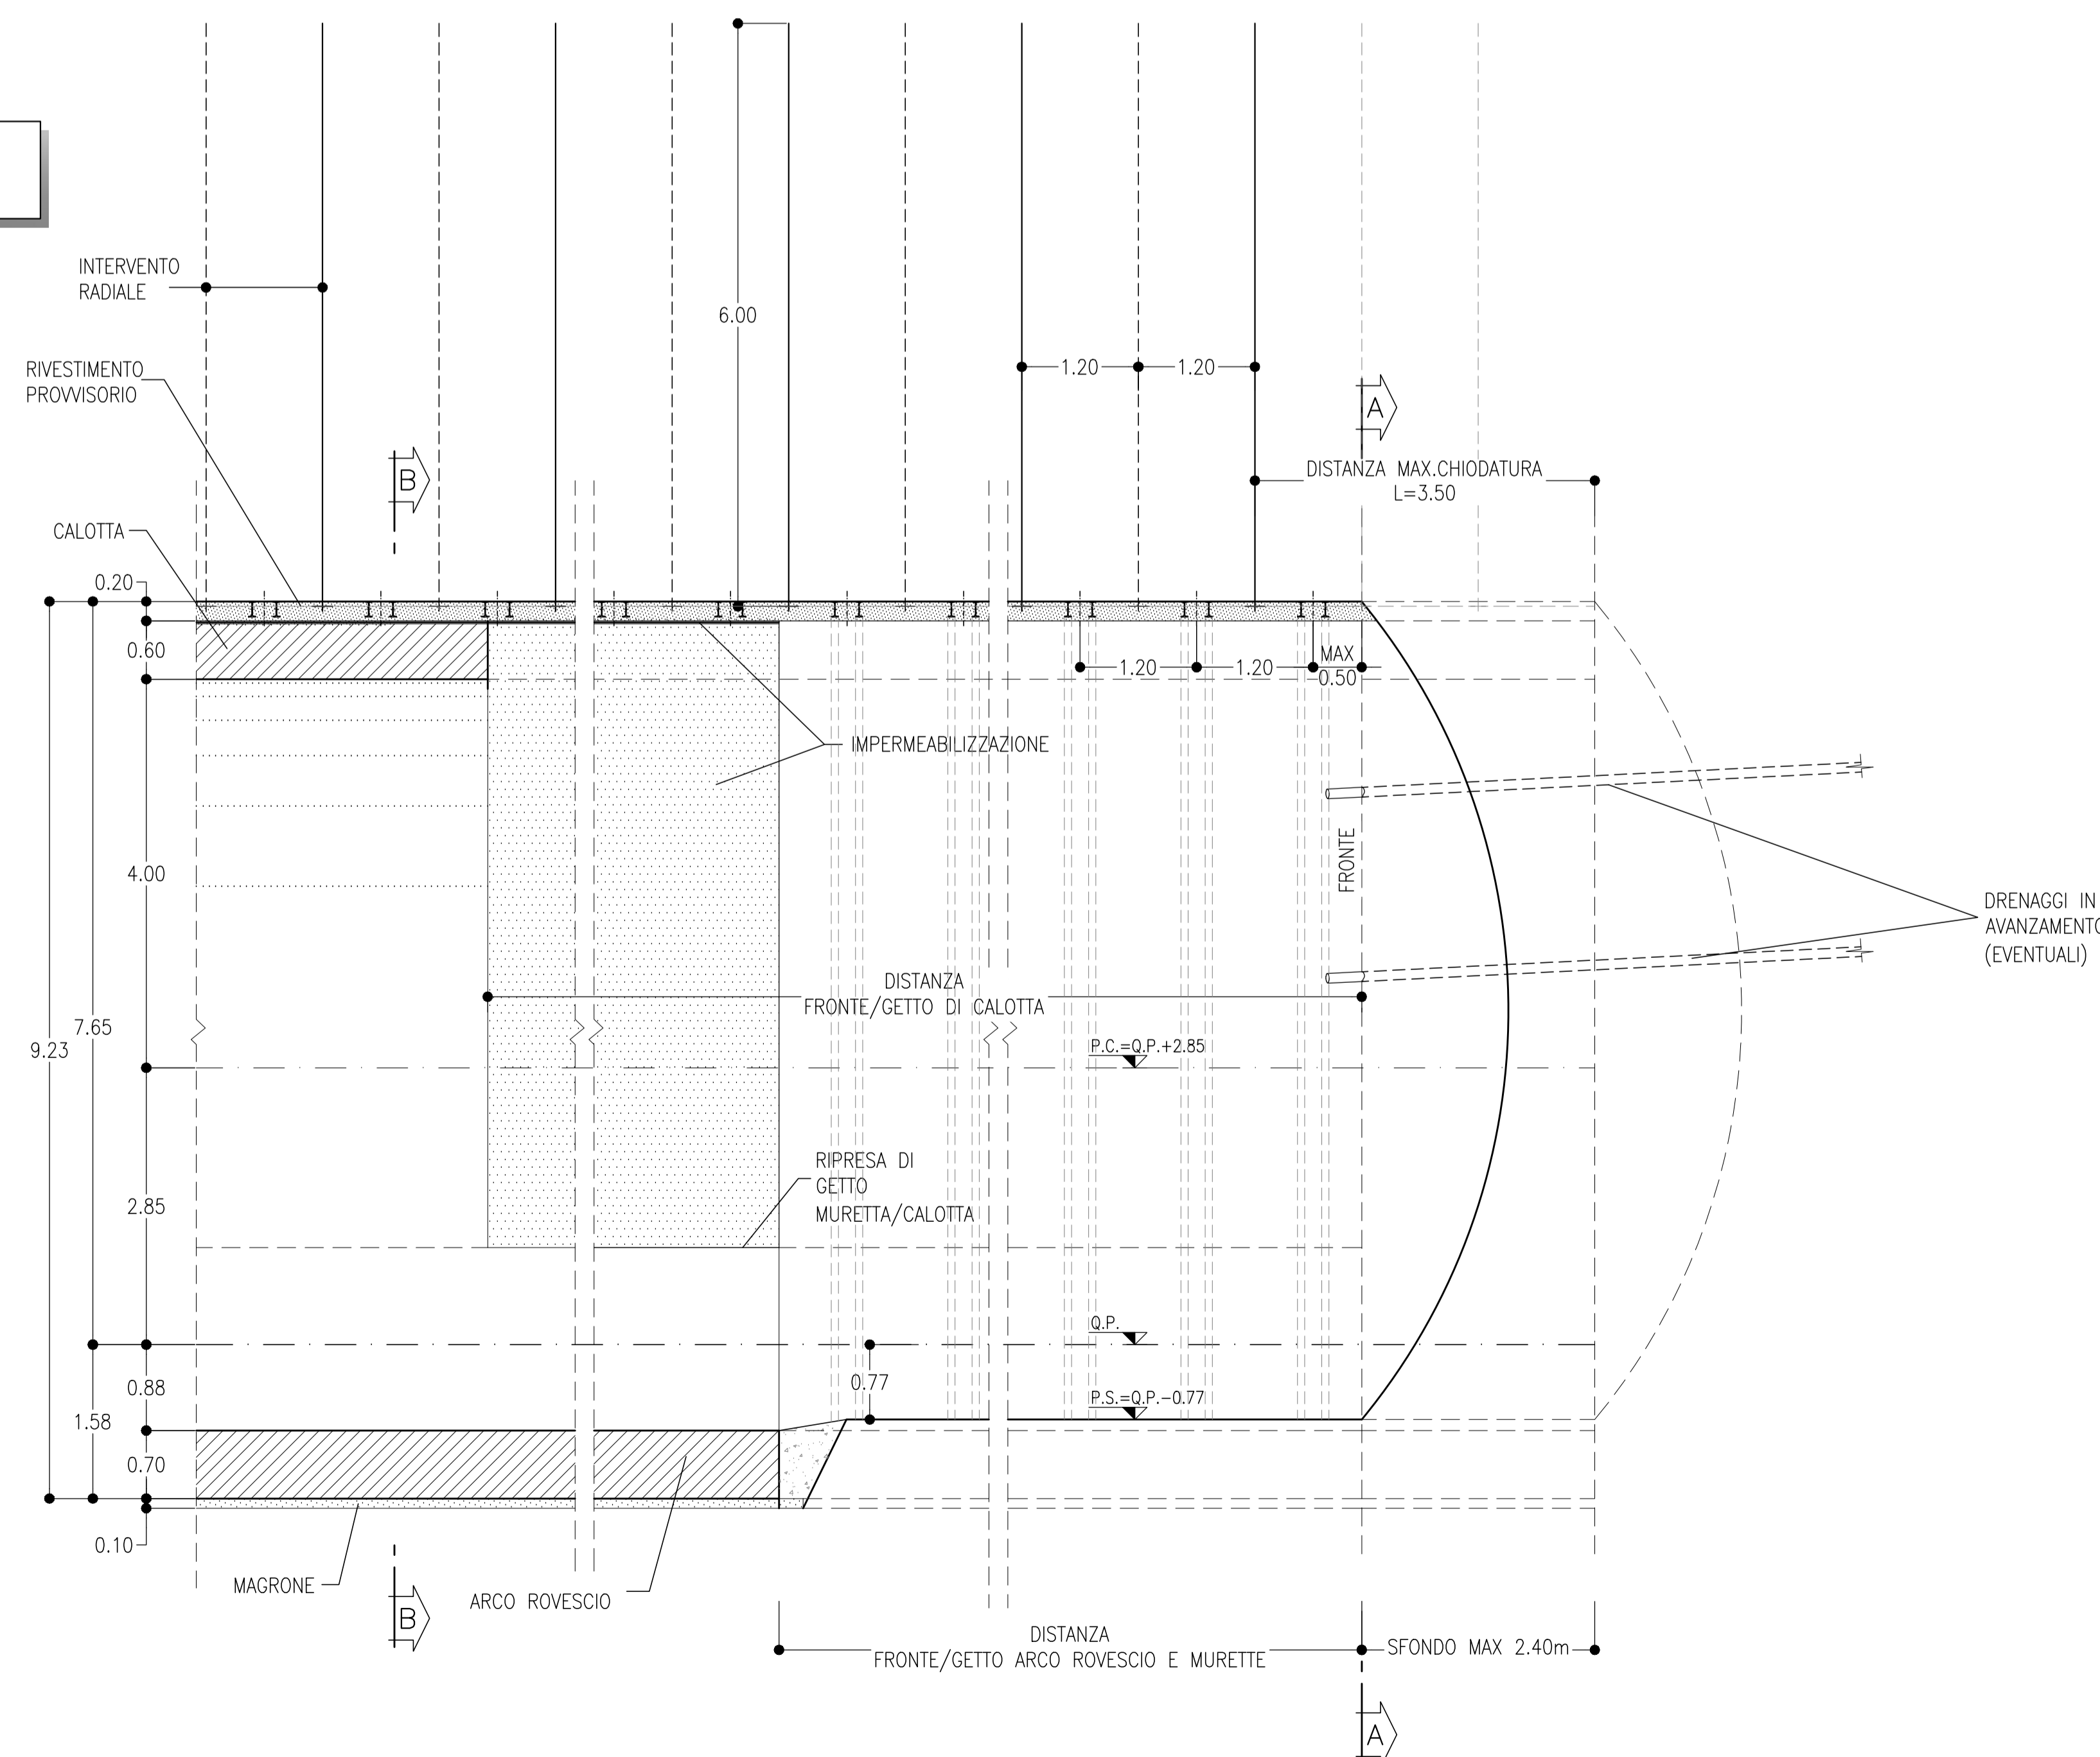 INTERVENTO
RADIALE
6.00
RIVESTIMENTO
PROVVISORIO
1.20
1.20
A
DISTANZA MAX.CHIODATURA
L=3.50
B
CALOTTA
0.20
0.60
MAX
0.50
1.20
1.20
IMPERMEABILIZZAZIONE
FRONTE
4.00
DRENAGGI IN
AVANZAMENTO
(EVENTUALI)
DISTANZA
FRONTE/GETTO DI CALOTTA
7.65
9.23
P.C.=Q.P.+2.85
RIPRESA DI
GETTO
MURETTA/CALOTTA
2.85
Q.P.
0.88
0.77
P.S.=Q.P.-0.77
1.58
0.70
0.10
MAGRONE
ARCO ROVESCIO
B
DISTANZA
FRONTE/GETTO ARCO ROVESCIO E MURETTE
SFONDO MAX 2.40m
A